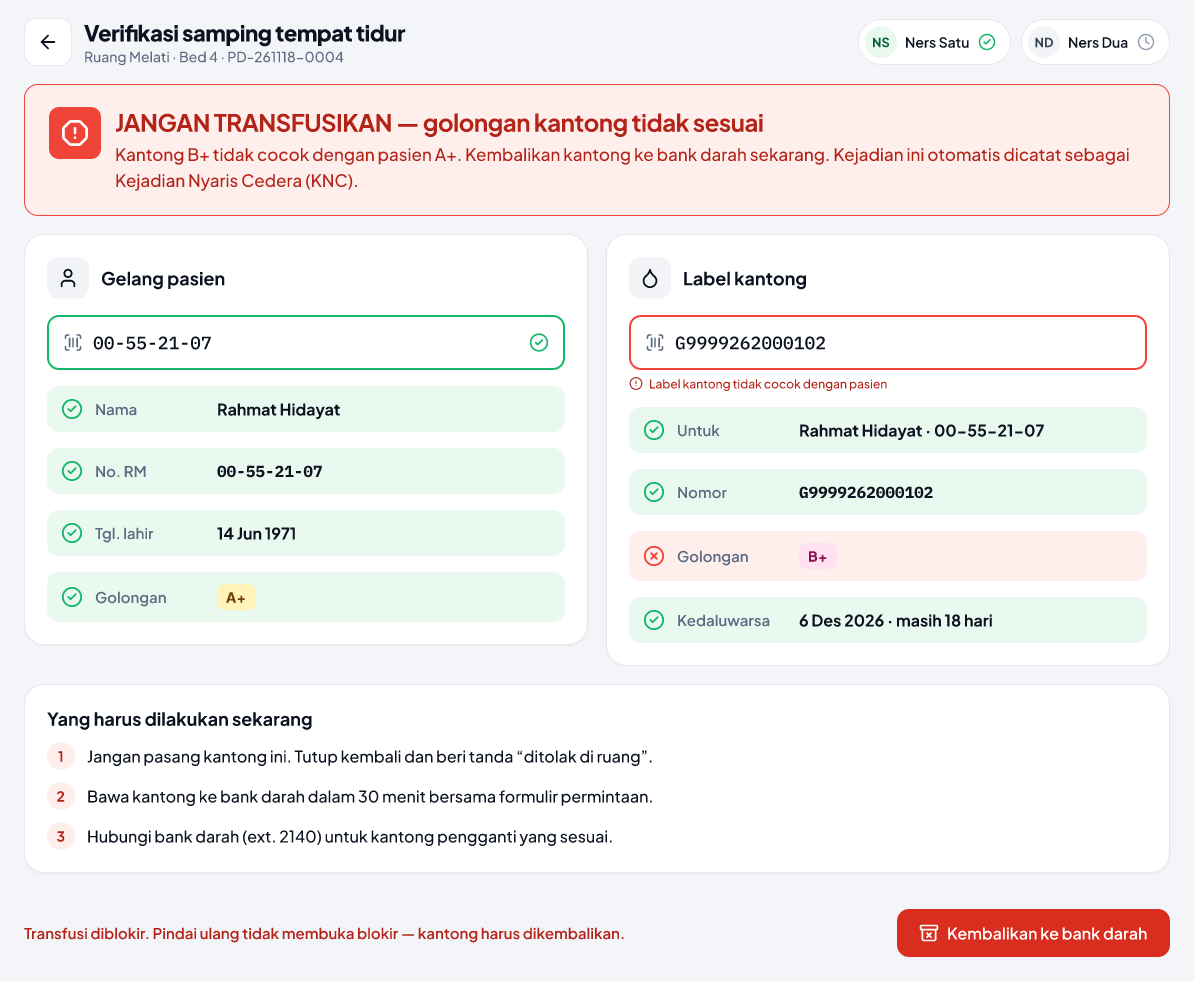 Verifikasi samping tempat tidur
Ruang Melati · Bed 4 · PD-261118-0004
NS Ners Satu
ND Ners Dua
JANGAN TRANSFUSIKAN — golongan kantong tidak sesuai
Kantong B+ tidak cocok dengan pasien A+. Kembalikan kantong ke bank darah sekarang. Kejadian ini otomatis dicatat sebagai
Kejadian Nyaris Cedera (KNC).
Gelang pasien
00-55-21-07
Nama Rahmat Hidayat
No. RM 00-55-21-07
Tgl. lahir 14 Jun 1971
Golongan A+
Label kantong
G9999262000102
Label kantong tidak cocok dengan pasien
Untuk Rahmat Hidayat · 00-55-21-07
Nomor G9999262000102
Golongan B+
Kedaluwarsa 6 Des 2026 · masih 18 hari
Yang harus dilakukan sekarang
1 Jangan pasang kantong ini. Tutup kembali dan beri tanda “ditolak di ruang”.
2 Bawa kantong ke bank darah dalam 30 menit bersama formulir permintaan.
3 Hubungi bank darah (ext. 2140) untuk kantong pengganti yang sesuai.
Transfusi diblokir. Pindai ulang tidak membuka blokir — kantong harus dikembalikan.
Kembalikan ke bank darah